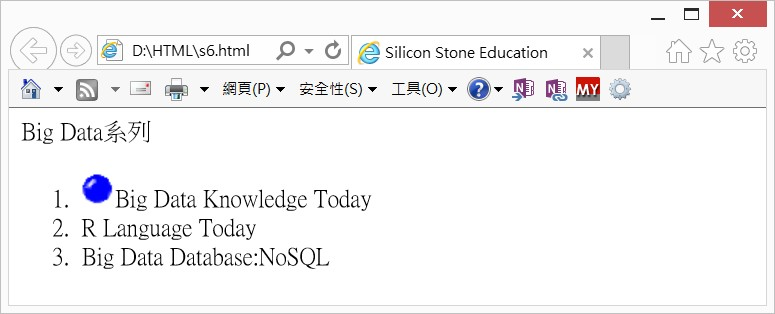 D:\HTML\s6.html
Silicon Stone Education
網頁(P) 安全性(S) 工具(O) ? N N MY
Big Data系列
1. Big Data Knowledge Today
2. R Language Today
3. Big Data Database:NoSQL